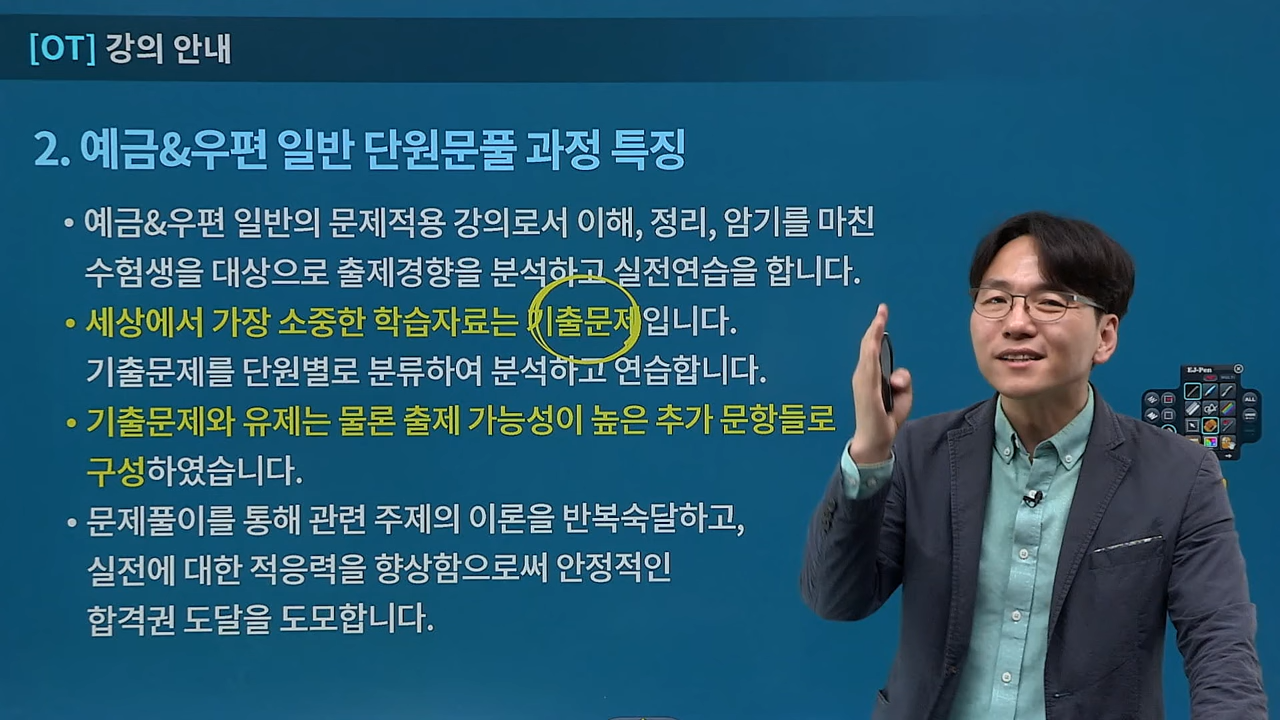 [OT] 강의 안내
2. 예금&우편 일반 단원문풀 과정 특징
• 예금&우편 일반의 문제적용 강의로서 이해, 정리, 암기를 마친
수험생을 대상으로 출제경향을 분석하고 실전연습을 합니다.
• 세상에서 가장 소중한 학습자료는 기출문제입니다.
기출문제를 단원별로 분류하여 분석하고 연습합니다.
• 기출문제와 유제는 물론 출제 가능성이 높은 추가 문항들로
구성하였습니다.
• 문제풀이를 통해 관련 주제의 이론을 반복숙달하고,
실전에 대한 적응력을 향상함으로써 안정적인
합격권 도달을 도모합니다.
EJ-Pen
ALL